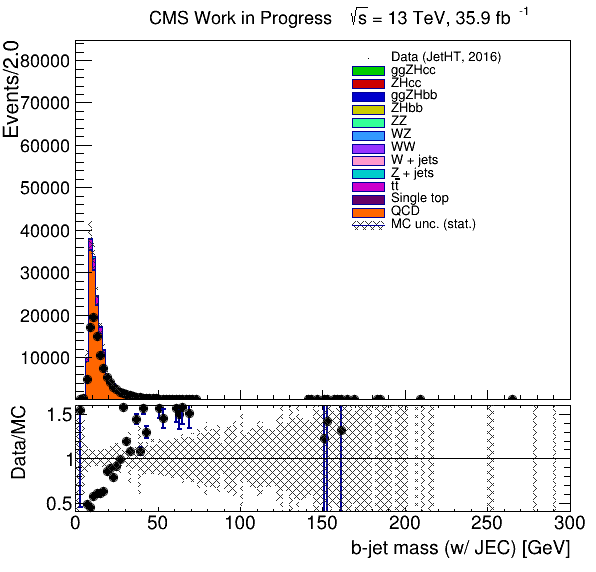 CMS Work in Progress √s = 13 TeV, 35.9 fb -1
Events/2.0
80000
70000
60000
50000
40000
30000
20000
10000
Data (JetHT, 2016)
ggZHcc
ZHcc
ggZHbb
ZHbb
ZZ
WZ
WW
W + jets
Z + jets
tt̅
Single top
QCD
MC unc. (stat.)
Data/MC
1.5
1
0.5
0 50 100 150 200 250 300
b-jet mass (w/ JEC) [GeV]